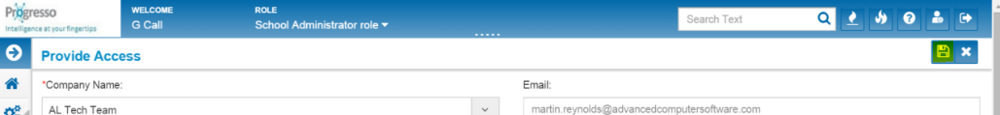 Progresso
Intelligence at your fingertips
WELCOME
G Call
ROLE
School Administrator role
Search Text
Provide Access
*Company Name:
AL Tech Team
Email:
martin.reynolds@advancedcomputersoftware.com